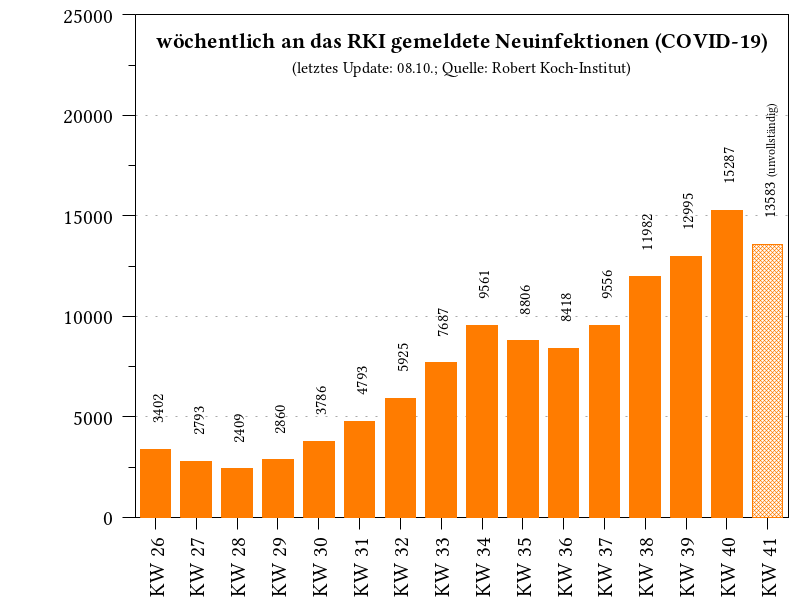 wöchentlich an das RKI gemeldete Neuinfektionen (COVID-19)
(letztes Update: 08.10.; Quelle: Robert Koch-Institut)
25000
20000
15000
10000
5000
0
3402
2793
2409
2860
3786
4793
5925
7687
9561
8806
8418
9556
11982
12995
15287
13583 (unvollständig)
KW 26
KW 27
KW 28
KW 29
KW 30
KW 31
KW 32
KW 33
KW 34
KW 35
KW 36
KW 37
KW 38
KW 39
KW 40
KW 41